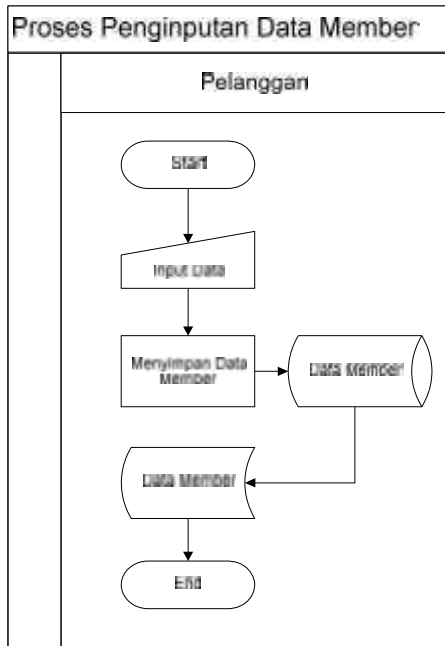 Proses Penginputan Data Member
Pelanggan
Start
Input Data
Menyimpan Data
Member
Data Member
Data Member
End